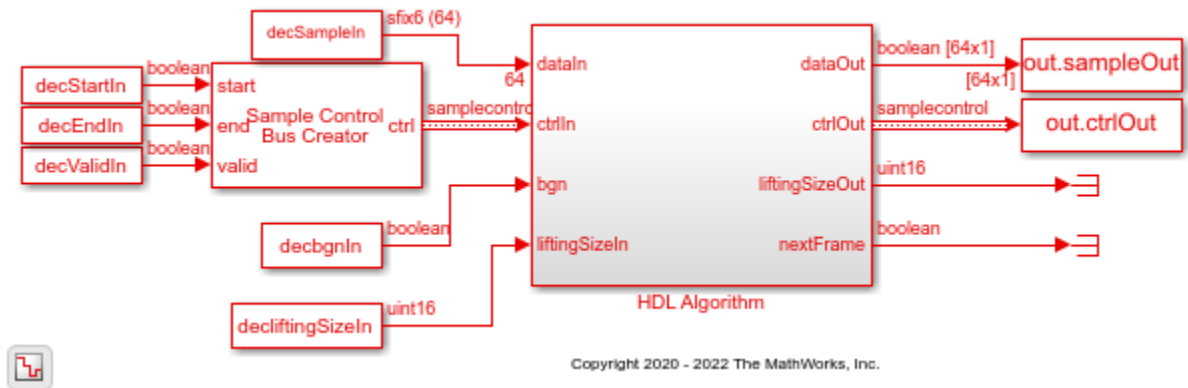 decSampleIn
sfix6 (64)
64
decStartIn
boolean
decEndIn
boolean
decValidIn
boolean
start
end
valid
Sample Control
Bus Creator
ctrl
samplecontro
decbgnIn
boolean
decliftingSizeIn
uint16
dataIn
ctrlIn
bgn
liftingSizeIn
dataOut
ctrlOut
liftingSizeOut
nextFrame
HDL Algorithm
boolean [64x1]
[64x1]
out.sampleOut
samplecontrol
out.ctrlOut
uint16
boolean
Copyright 2020 - 2022 The MathWorks, Inc.